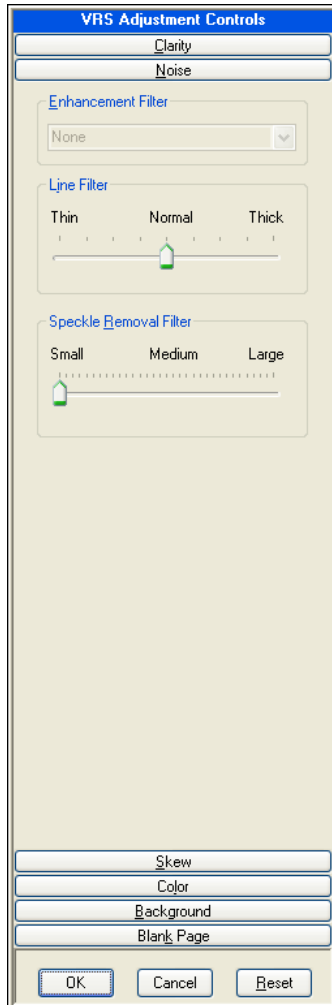 VRS Adjustment Controls
Clarity
Noise
Enhancement Filter
None
Line Filter
Thin Normal Thick
Speckle Removal Filter
Small Medium Large
Skew
Color
Background
Blank Page
OK Cancel Reset